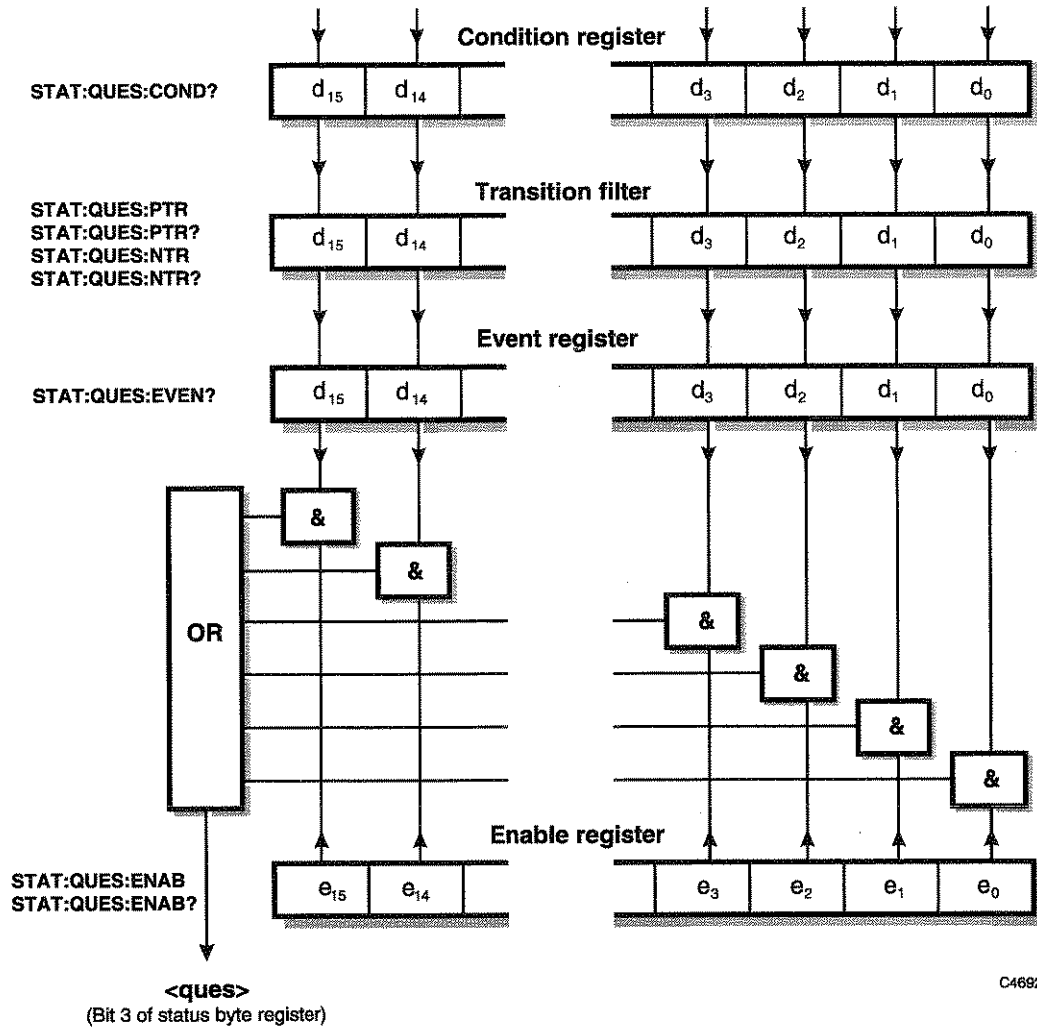 Condition register
STAT:QUES:COND? d15 d14 d3 d2 d1 d0
Transition filter
STAT:QUES:PTR
STAT:QUES:PTR?
STAT:QUES:NTR
STAT:QUES:NTR?
d15 d14 d3 d2 d1 d0
Event register
STAT:QUES:EVEN? d15 d14 d3 d2 d1 d0
&
&
OR
&
&
&
&
Enable register
STAT:QUES:ENAB
STAT:QUES:ENAB?
e15 e14 e3 e2 e1 e0
<ques>
(Bit 3 of status byte register)
C4692